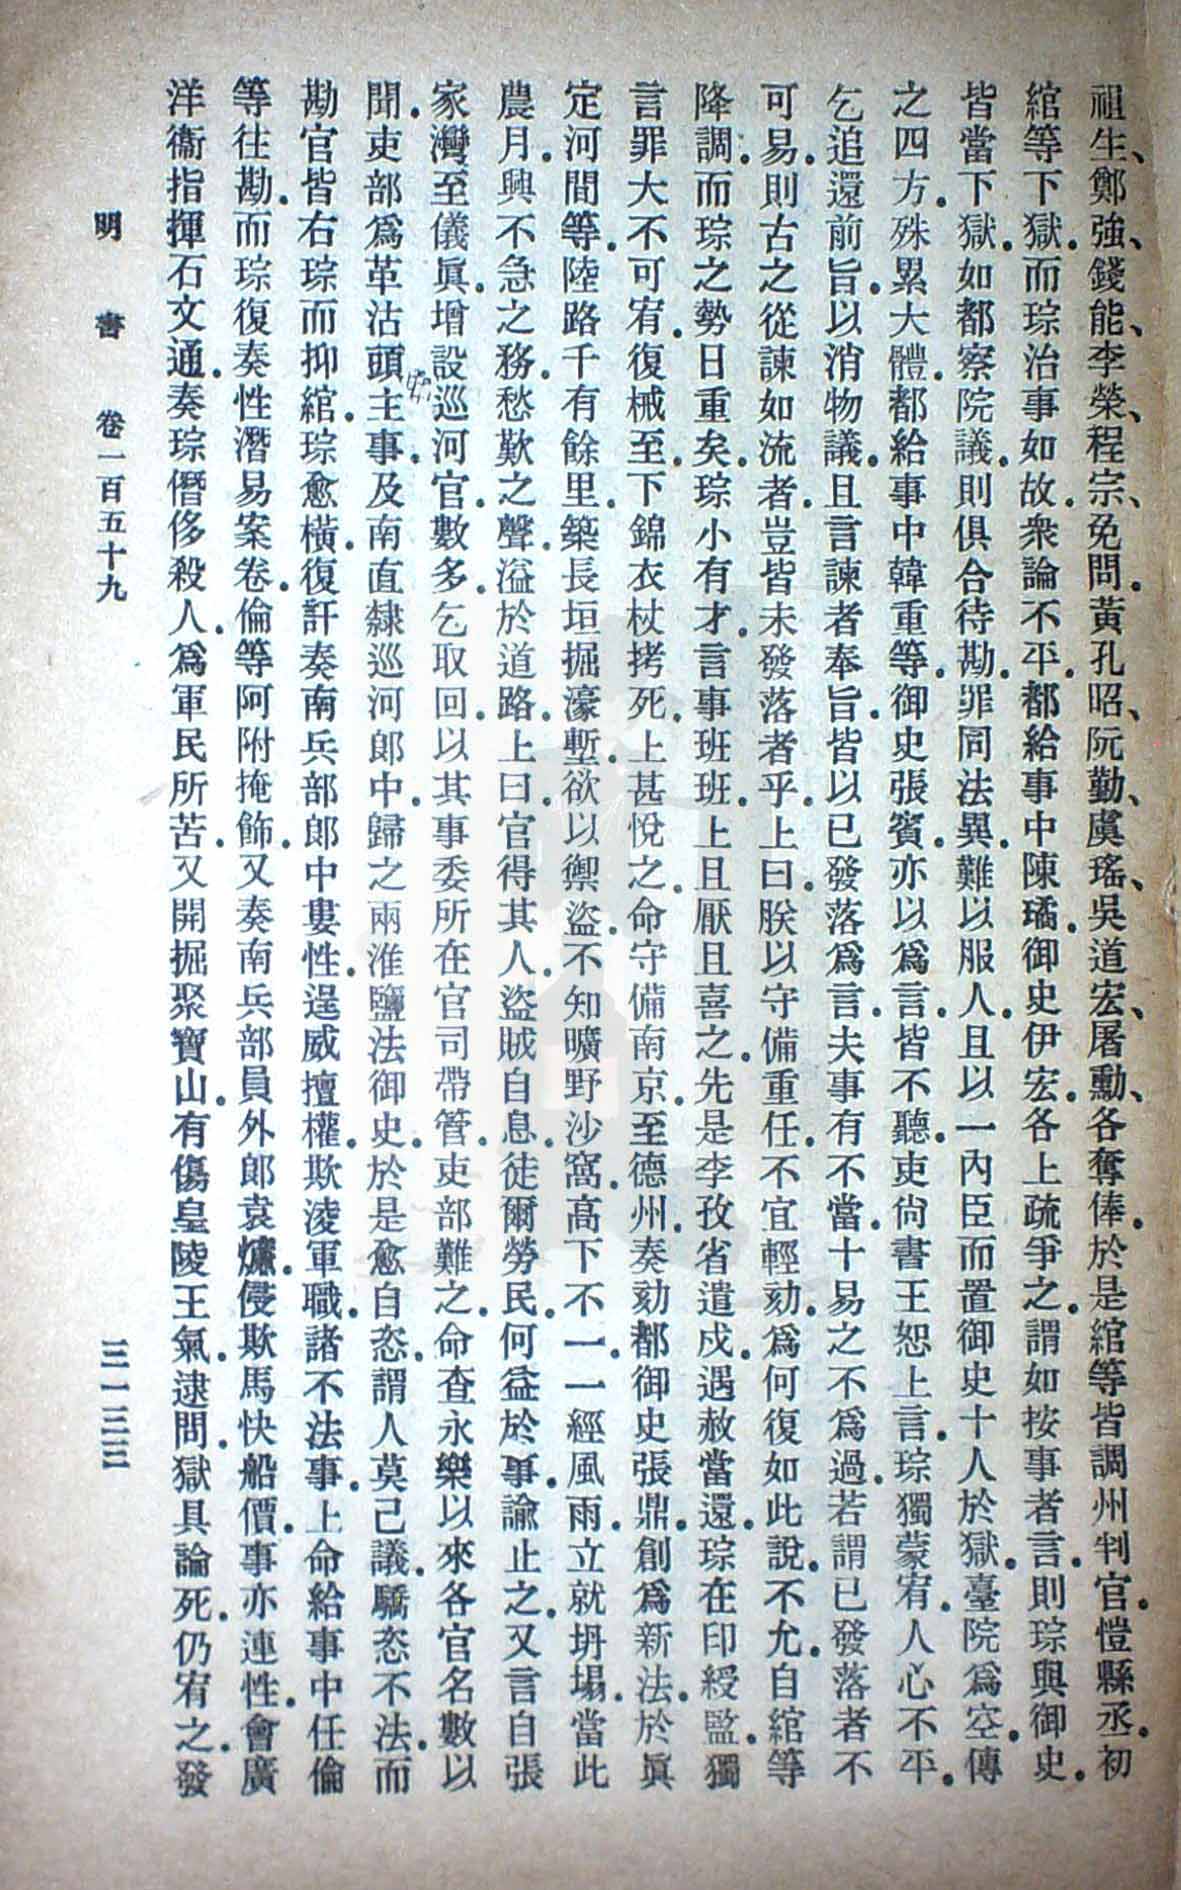 祖生、鄭強、錢能、李榮、程宗、免問。黃孔昭、阮勤、虞瑤、吳道宏、屠勳、各奪俸。於是綰等皆調州判官。愷縣丞。初
綰等下獄。而琮治事如故。衆論不平。都給事中陳璚。御史伊宏。各上疏爭之。謂如按事者言。則琮與御史。
皆當下獄。如都察院議。則俱合待勘。罪同法異。難以服人。且以一內臣而置御史十人於獄。臺院爲空。傳
之四方。殊累大體。都給事中韓重等。御史張賓。亦以爲言。皆不聽。吏尙書王恕上言。琮獨蒙宥。人心不平。
乞追還前旨。以消物議。且言諫者奉旨。皆以已發落爲言。夫事有不當。十易之不爲過。若謂已發落者不
可易。則古之從諫如流者。豈皆未發落者乎。上曰。朕以守備重任。不宜輕劾。爲何復如此說。不允。自綰等
降調。而琮之勢日重矣。琮小有才。言事班班。上且厭且喜之。先是李孜省遣戍。遇赦當還。琮在印綬監。獨
言罪大不可宥。復械至。下錦衣杖拷死。上甚悅之。命守備南京。至德州。奏劾都御史張鼎。創爲新法。於眞
定河間等。陸路千有餘里。築長垣掘濠塹。欲以禦盜。不知曠野沙窩。高下不一。一經風雨。立就坍塌。當此
農月。興不急之務。愁歎之聲。溢於道路。上曰。官得其人。盜賊自息。徒爾勞民。何益於事。諭止之。又言自張
家灣至儀眞。增設巡河官。數多。乞取回。以其事委所在官司帶管。吏部難之。命查永樂以來各官名數以
聞。吏部爲革沽頭主事。及南直隸巡河郎中。歸之兩淮鹽法御史。於是愈自恣。謂人莫己議。驕恣不法。而
勘官皆右琮而抑綰。琮愈橫。復訐奏南兵部郎中婁性。逞威擅權。欺淩軍職。諸不法事。上命給事中任倫
等往勘。而琮復奏性潛易案卷。倫等阿附掩飾。又奏南兵部員外郎袁爌。侵欺馬快船價。事亦連性。會廣
洋衞指揮石文通。奏琮僭侈殺人。爲軍民所苦。又開掘聚寶山。有傷皇陵王氣。逮問。獄具論死。仍宥之。發
明書　卷一百五十九　三一三三